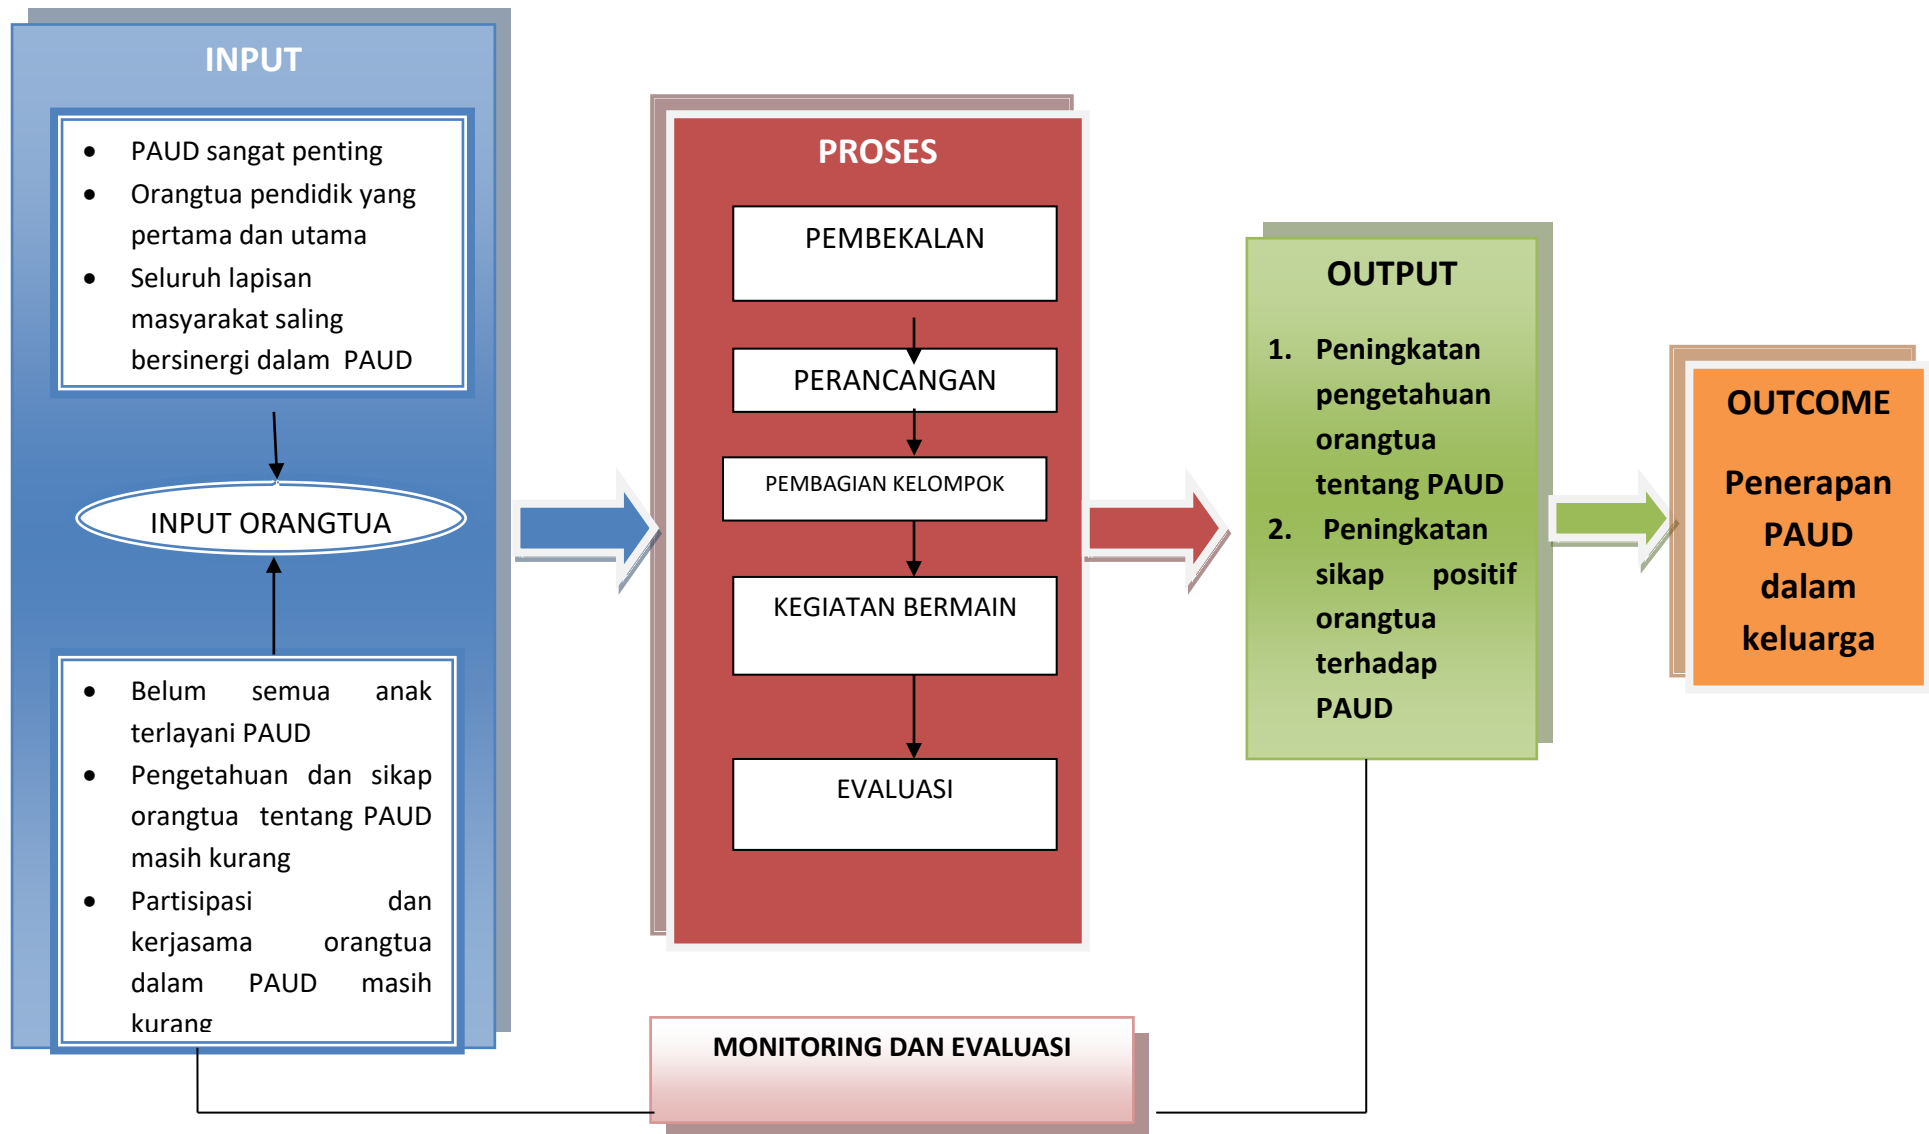 INPUT
• PAUD sangat penting
• Orangtua pendidik yang
pertama dan utama
• Seluruh lapisan
masyarakat saling
bersinergi dalam PAUD
INPUT ORANGTUA
• Belum semua anak
terlayani PAUD
• Pengetahuan dan sikap
orangtua tentang PAUD
masih kurang
• Partisipasi dan
kerjasama orangtua
dalam PAUD masih
kurang
PROSES
PEMBEKALAN
PERANCANGAN
PEMBAGIAN KELOMPOK
KEGIATAN BERMAIN
EVALUASI
OUTPUT
1. Peningkatan
pengetahuan
orangtua
tentang PAUD
2. Peningkatan
sikap positif
orangtua
terhadap
PAUD
OUTCOME
Penerapan
PAUD
dalam
keluarga
MONITORING DAN EVALUASI